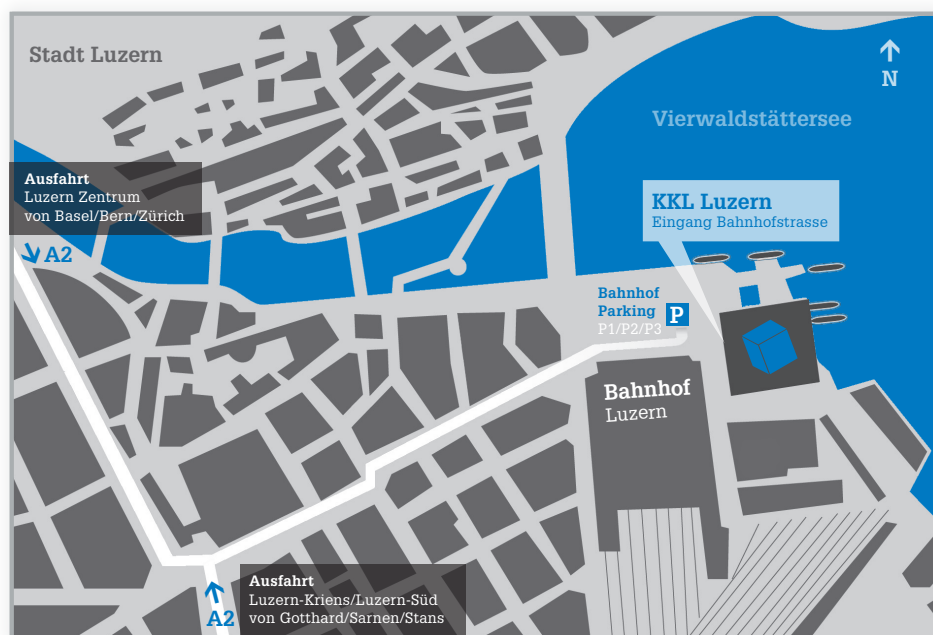 Stadt Luzern
N
Vierwaldstättersee
Ausfahrt
Luzern Zentrum
von Basel/Bern/Zürich
A2
KKL Luzern
Eingang Bahnhofstrasse
Bahnhof
Parking
P1/P2/P3
P
Bahnhof
Luzern
Ausfahrt
Luzern-Kriens/Luzern-Süd
von Gotthard/Sarnen/Stans
A2